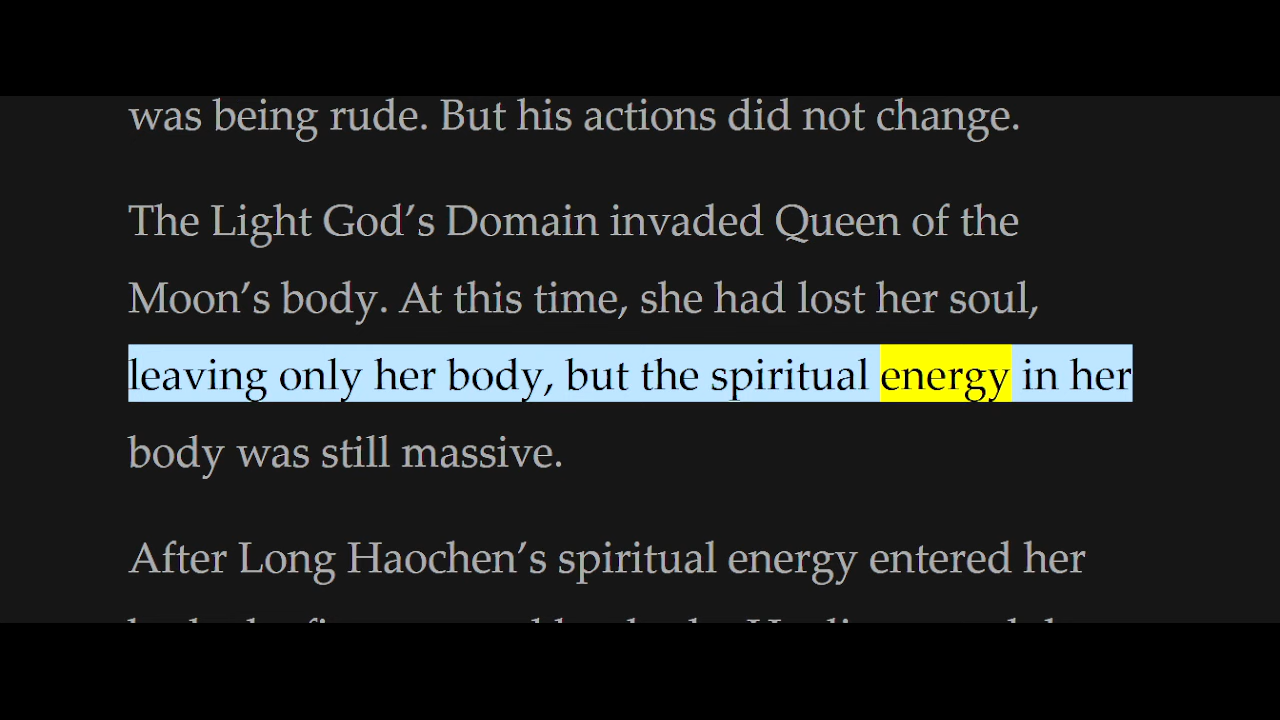 was being rude. But his actions did not change.
The Light God’s Domain invaded Queen of the
Moon’s body. At this time, she had lost her soul,
leaving only her body, but the spiritual energy in her
body was still massive.
After Long Haochen’s spiritual energy entered her